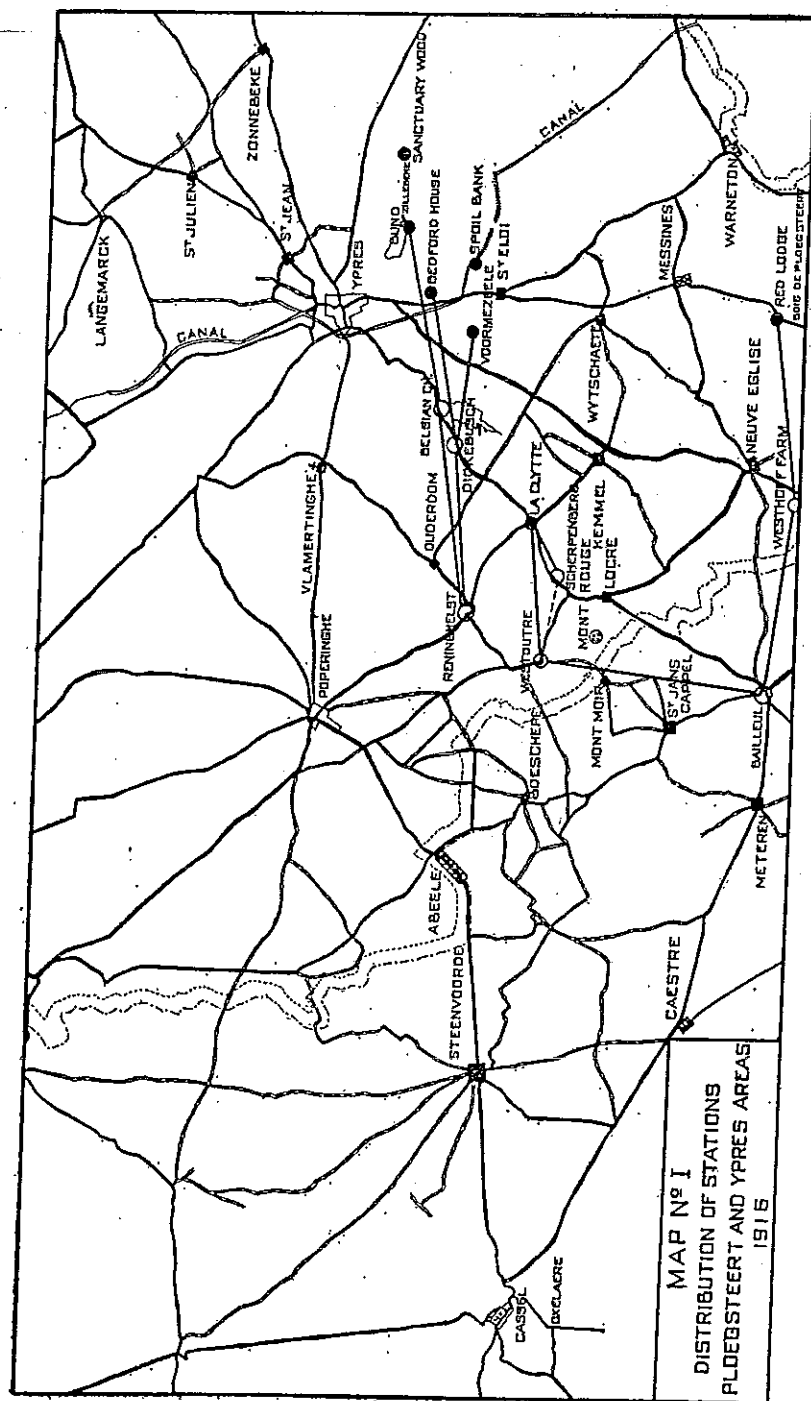 MAP Nº I
DISTRIBUTION OF STATIONS
PLOEGSTEERT AND YPRES AREAS
1916
LANGEMARCK
CANAL
ST JULIEN
ZONNEBEKE
ST JEAN
YPRES
SANCTUARY WOOD
ZILLEBEKE
BEDFORD HOUSE
SPOIL BANK
ST ELOI
VOORMEZEELE
CANAL
WARNETON
MESSINES
RED LODGE
BOIS DE PLOEGSTEERT
BELGIAN CH
DICKEBUSCH
WYTSCHAETE
NEUVE EGLISE
WESTHOFF FARM
VLAMERTINGHE
OUDERDOM
LA CLYTTE
SCHERPENBERG
KEMMEL
LOCRE
MONT ROUGE
RENINGHELST
WESTOUTRE
POPERINGHE
MONT NOIR
ST JANS
CAPPEL
BAILLEUL
BOESCHEPE
METEREN
ABEELE
STEENVOORDE
CAESTRE
CASSEL
OXELAERE